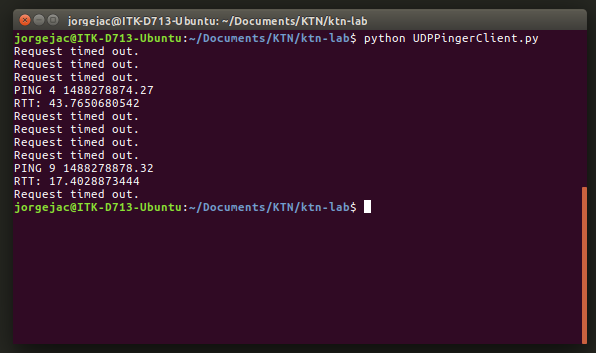 jorgejac@ITK-D713-Ubuntu: ~/Documents/KTN/ktn-lab
jorgejac@ITK-D713-Ubuntu:~/Documents/KTN/ktn-lab$ python UDPPingerClient.py
Request timed out.
Request timed out.
Request timed out.
PING 4 1488278874.27
RTT: 43.7650680542
Request timed out.
Request timed out.
Request timed out.
Request timed out.
PING 9 1488278878.32
RTT: 17.4028873444
Request timed out.
jorgejac@ITK-D713-Ubuntu:~/Documents/KTN/ktn-lab$